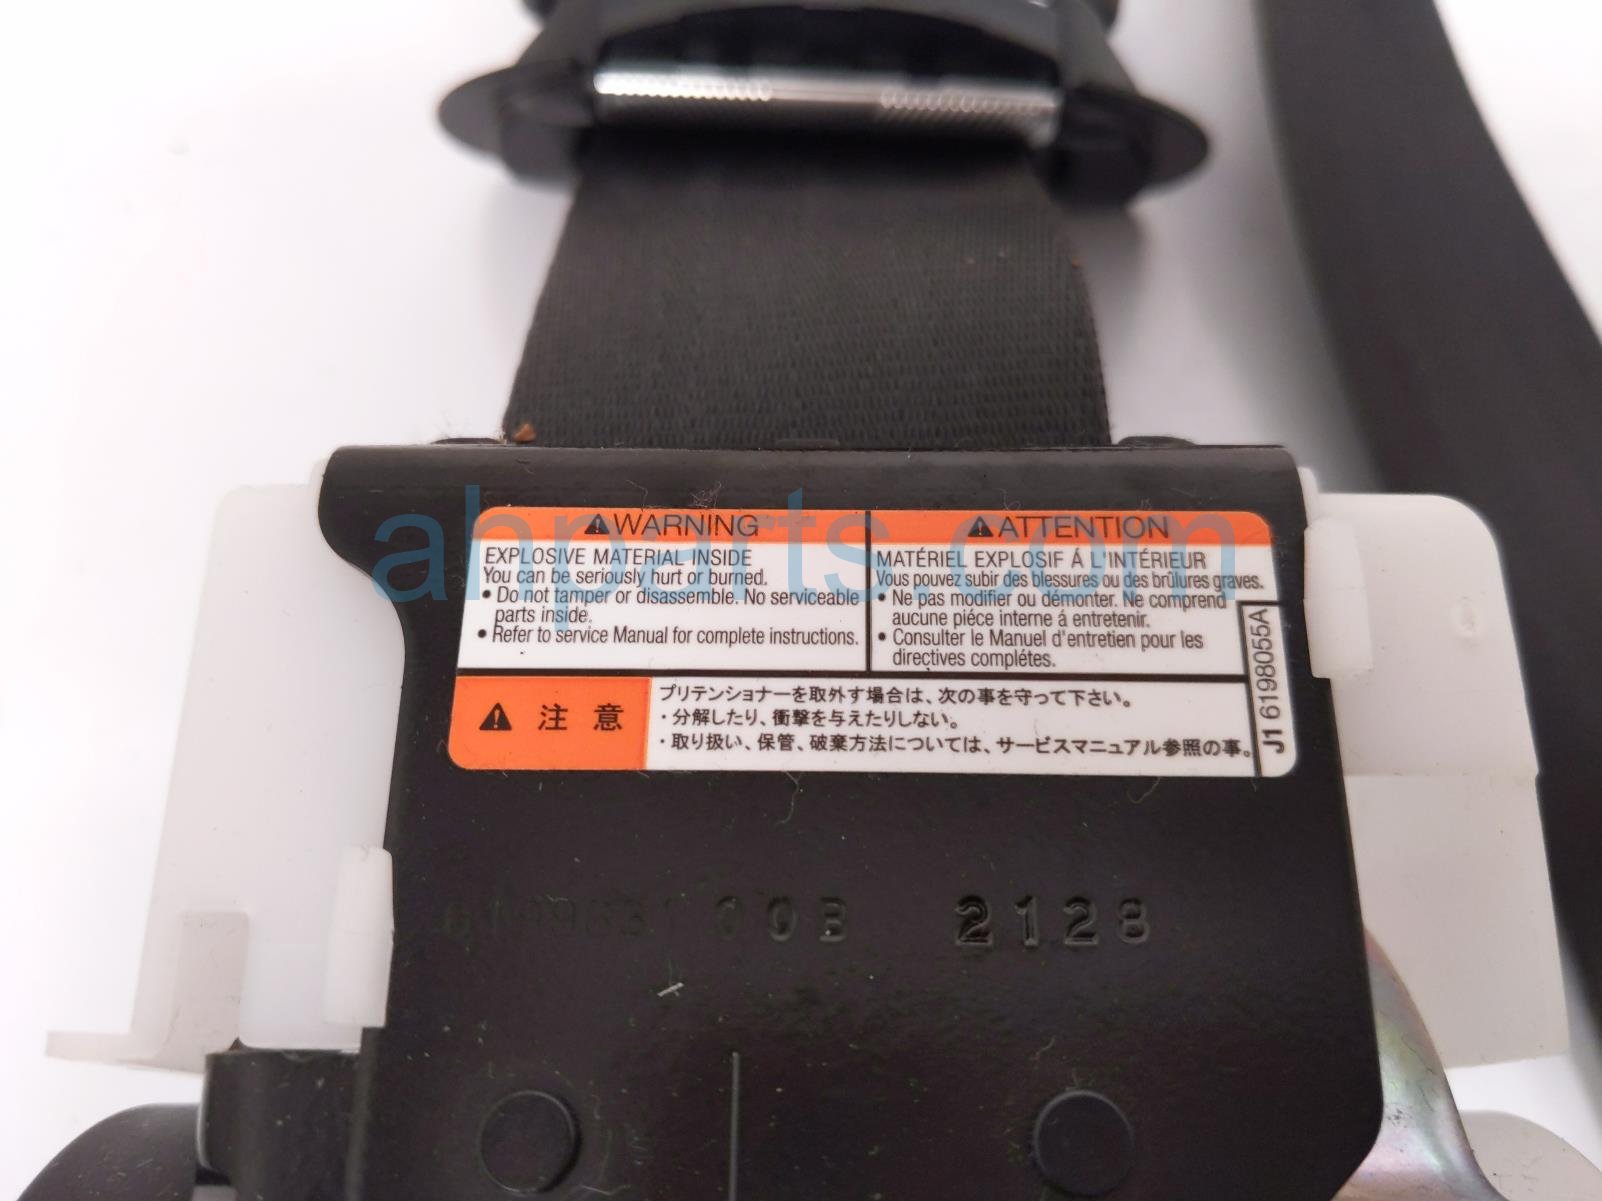 WARNING
EXPLOSIVE MATERIAL INSIDE
You can be seriously hurt or burned.
• Do not tamper or disassemble. No serviceable
parts inside.
• Refer to service Manual for complete instructions.
ATTENTION
MATÉRIEL EXPLOSIF Á L'INTÉRIEUR
Vous pouvez subir des blessures ou des brûlures graves.
• Ne pas modifier ou démonter. Ne comprend
aucune piéce interne á entretenir.
• Consulter le Manuel d'entretien pour les
directives complétes.
J1 6198055A
注意
プリテンショナーを取外す場合は、次の事を守って下さい。
・分解したり、衝撃を与えたりしない。
・取り扱い、保管、破棄方法については、サービスマニュアル参照の事。
00B 2128
ahparts.com